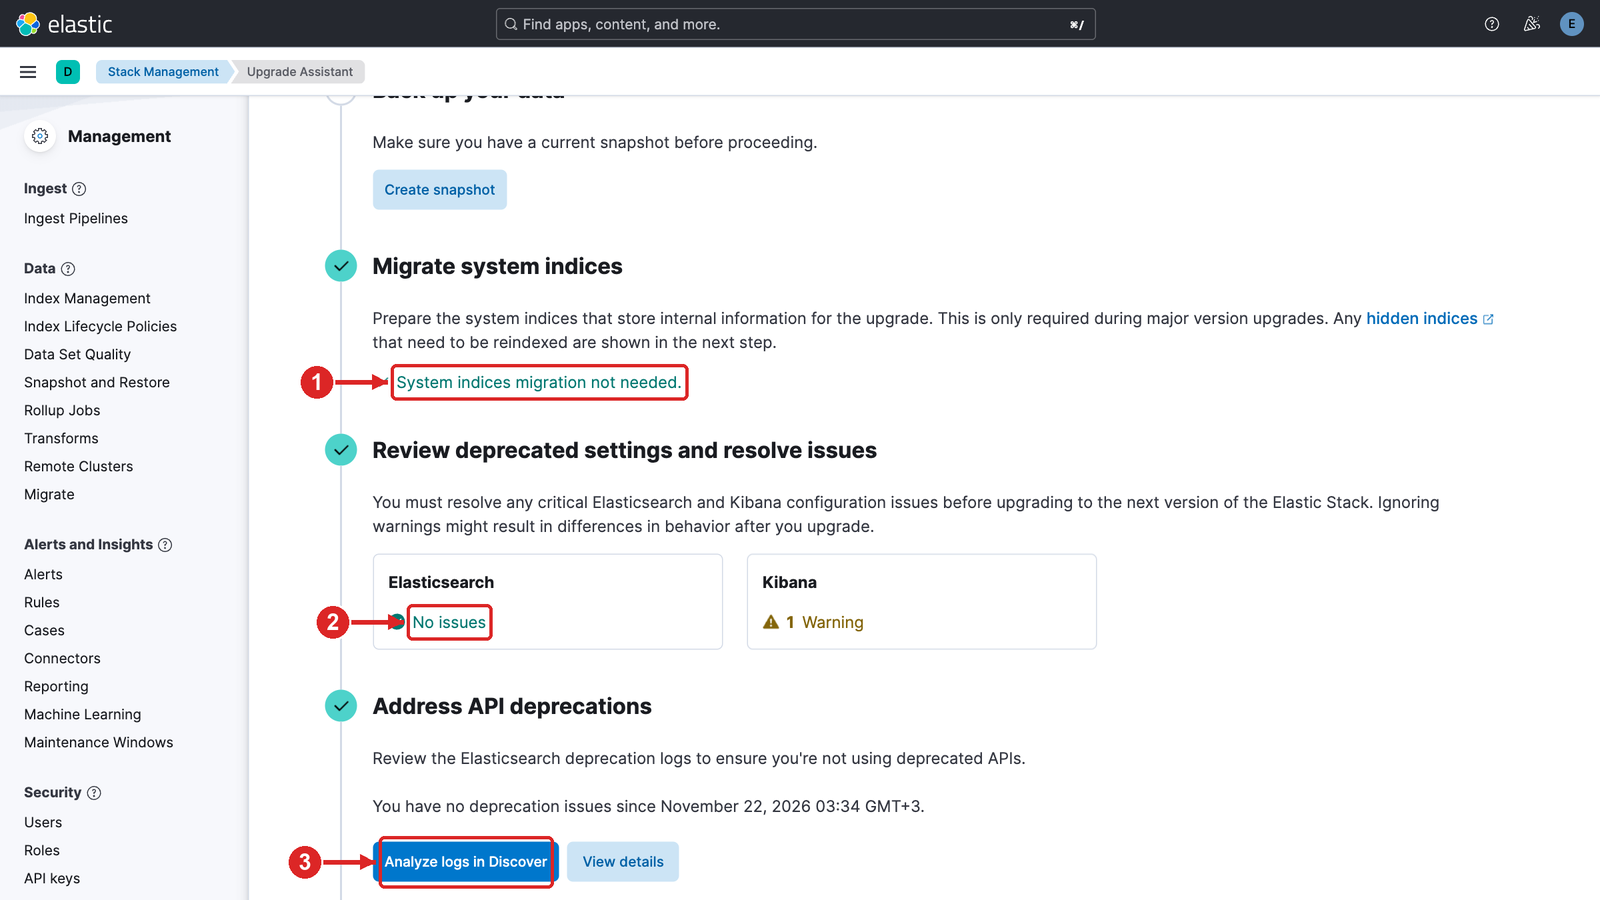 elastic
Find apps, content, and more.
⌘/
E
D
Stack Management
Upgrade Assistant
Management
Ingest
Ingest Pipelines
Data
Index Management
Index Lifecycle Policies
Data Set Quality
Snapshot and Restore
Rollup Jobs
Transforms
Remote Clusters
Migrate
Alerts and Insights
Alerts
Rules
Cases
Connectors
Reporting
Machine Learning
Maintenance Windows
Security
Users
Roles
API keys
Back up your data
Make sure you have a current snapshot before proceeding.
Create snapshot
Migrate system indices
Prepare the system indices that store internal information for the upgrade. This is only required during major version upgrades. Any hidden indices
that need to be reindexed are shown in the next step.
1
System indices migration not needed.
Review deprecated settings and resolve issues
You must resolve any critical Elasticsearch and Kibana configuration issues before upgrading to the next version of the Elastic Stack. Ignoring
warnings might result in differences in behavior after you upgrade.
Elasticsearch
2
No issues
Kibana
1 Warning
Address API deprecations
Review the Elasticsearch deprecation logs to ensure you're not using deprecated APIs.
You have no deprecation issues since November 22, 2026 03:34 GMT+3.
3
Analyze logs in Discover
View details